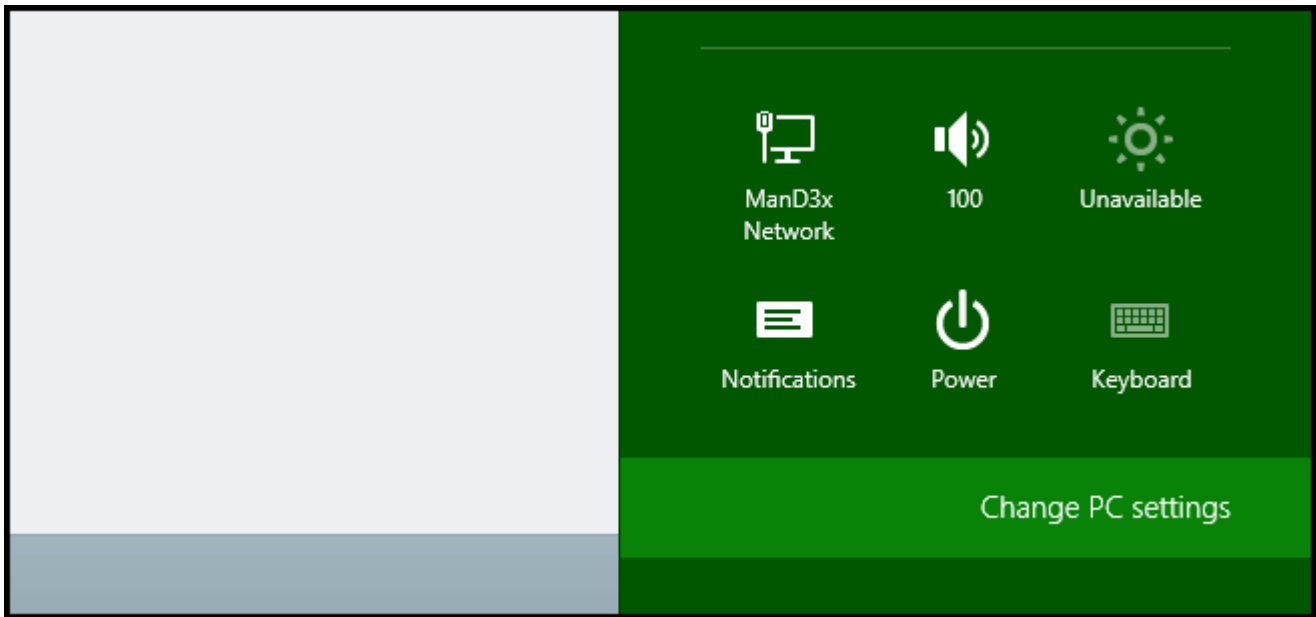 ManD3x
Network
100
Unavailable
Notifications
Power
Keyboard
Change PC settings